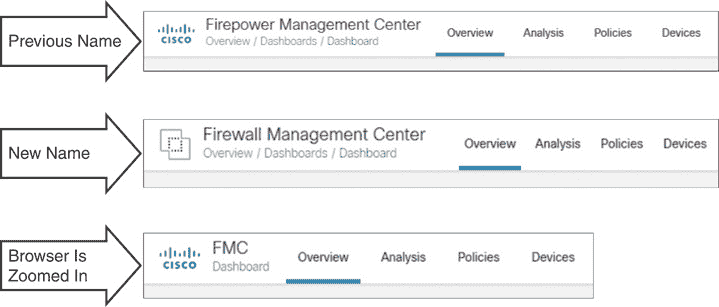 Previous Name
CISCO
Firepower Management Center
Overview / Dashboards / Dashboard
Overview Analysis Policies Devices
New Name
Firewall Management Center
Overview / Dashboards / Dashboard
Overview Analysis Policies Devices
Browser Is
Zoomed In
CISCO
FMC
Dashboard
Overview Analysis Policies Devices